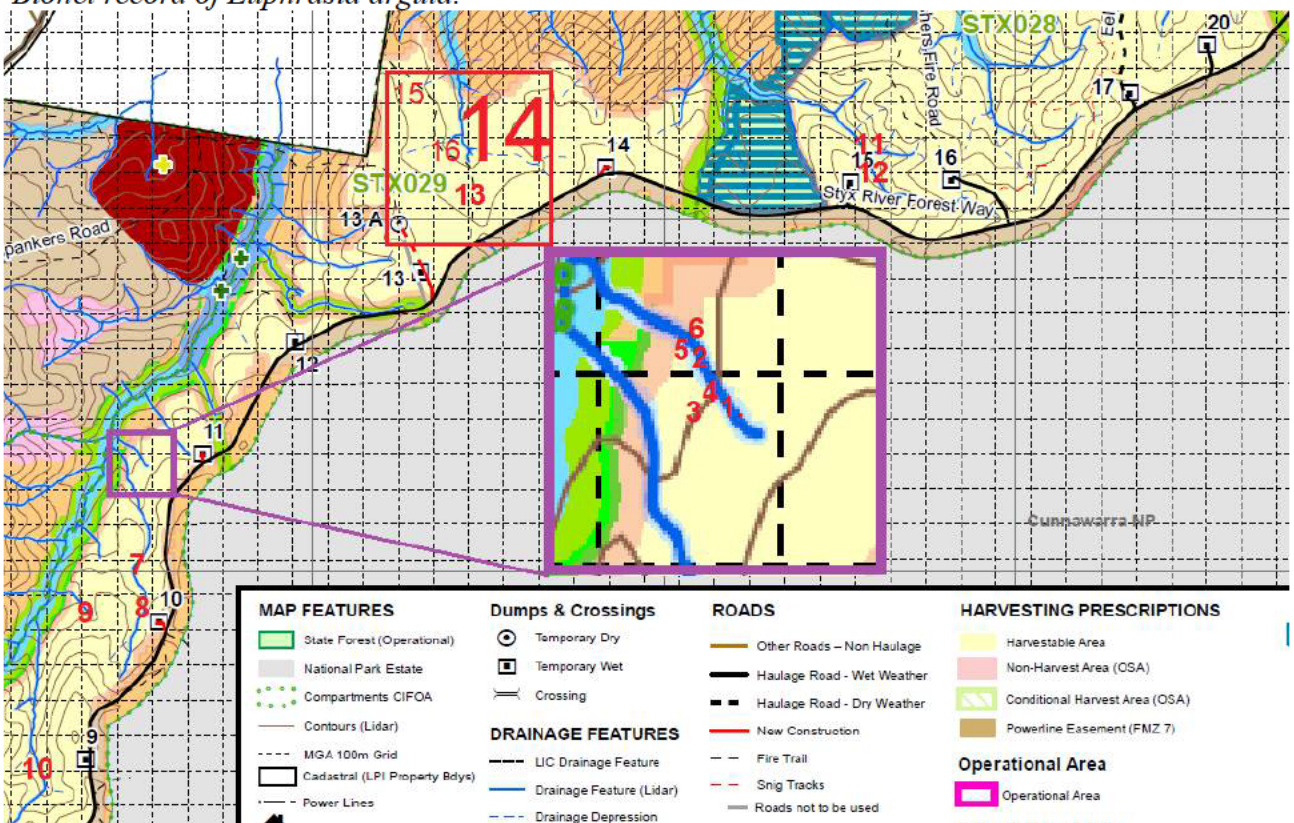 Bionet record of Euphrasia arguta.
STX028
20
17
hers Fire Road
Eel
15
14
16
13
14
11
15
12
16
STX029
Styx River Forest Way
13 A
pankers Road
13
12
11
6
5
2
4
1
3
Cunnawarra NP
7
8
10
9
9
10
MAP FEATURES
State Forest (Operational)
National Park Estate
Compartments CIFOA
Contours (Lidar)
MGA 100m Grid
Cadastral (LPI Property Bdys)
Power Lines
Dumps & Crossings
Temporary Dry
Temporary Wet
Crossing
DRAINAGE FEATURES
LIC Drainage Feature
Drainage Feature (Lidar)
Drainage Depression
ROADS
Other Roads – Non Haulage
Haulage Road - Wet Weather
Haulage Road - Dry Weather
New Construction
Fire Trail
Snig Tracks
Roads not to be used
HARVESTING PRESCRIPTIONS
Harvestable Area
Non-Harvest Area (OSA)
Conditional Harvest Area (OSA)
Powerline Easement (FMZ 7)
Operational Area
Operational Area